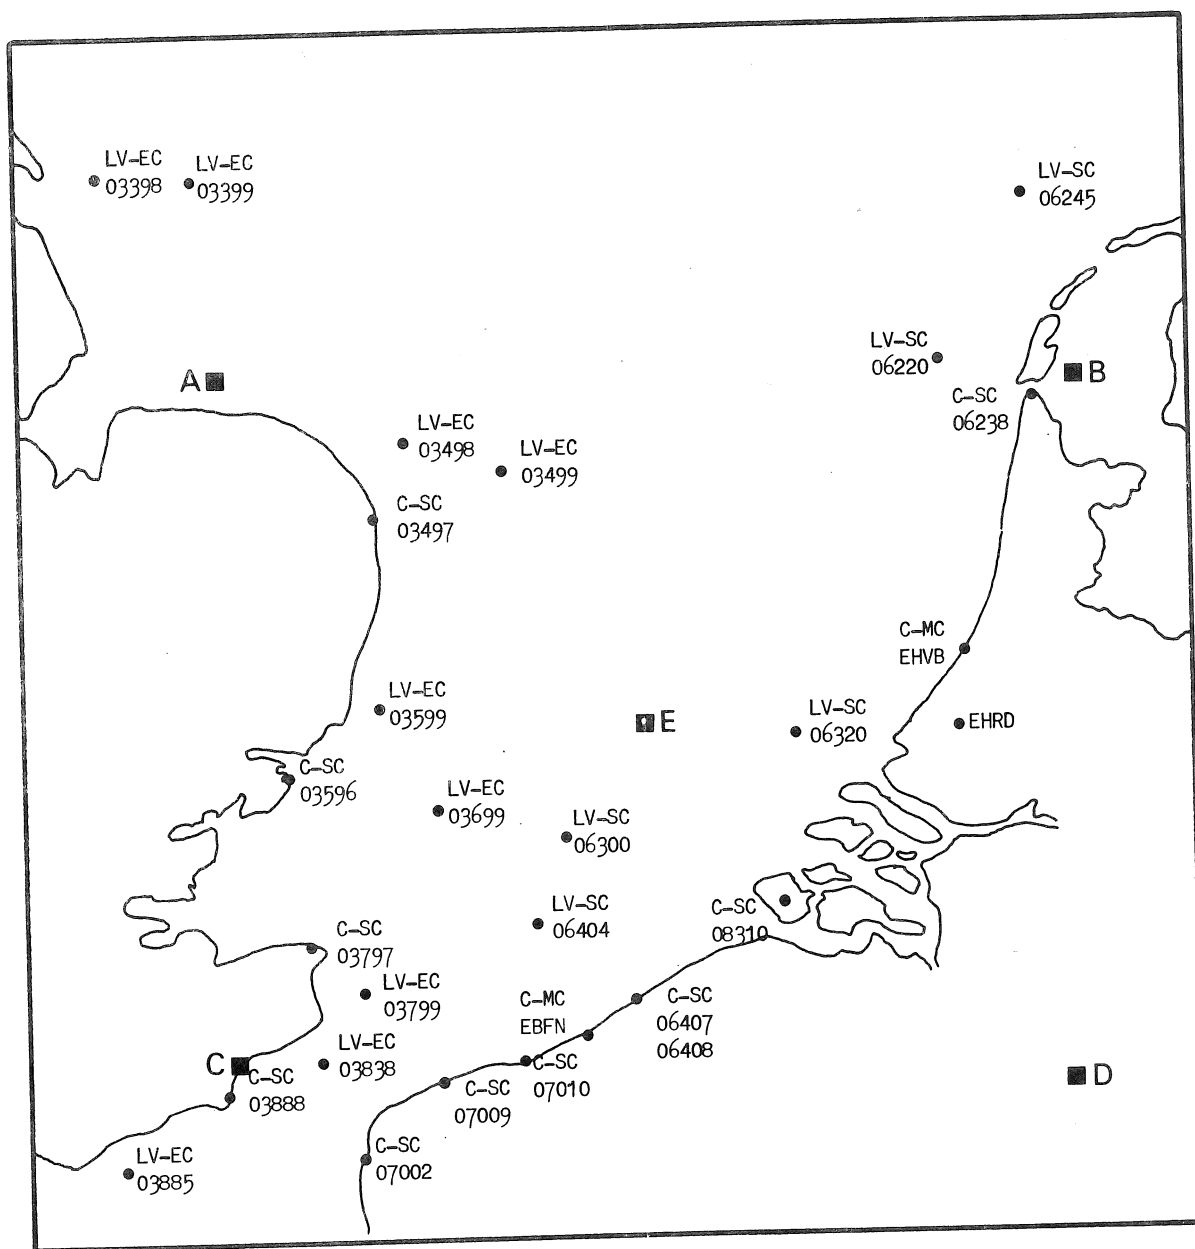 LV-EC
03398
LV-EC
03399
LV-SC
06245
LV-SC
06220
A
B
C-SC
06238
LV-EC
03498
LV-EC
03499
C-SC
03497
C-MC
EHVB
LV-EC
03599
E
LV-SC
06320
EHRD
C-SC
03596
LV-EC
03699
LV-SC
06300
LV-SC
06404
C-SC
08310
C-SC
03797
LV-EC
03799
C-MC
EBFN
C-SC
06407
06408
LV-EC
03838
C
C-SC
03888
C-SC
07010
C-SC
07009
D
C-SC
07002
LV-EC
03885